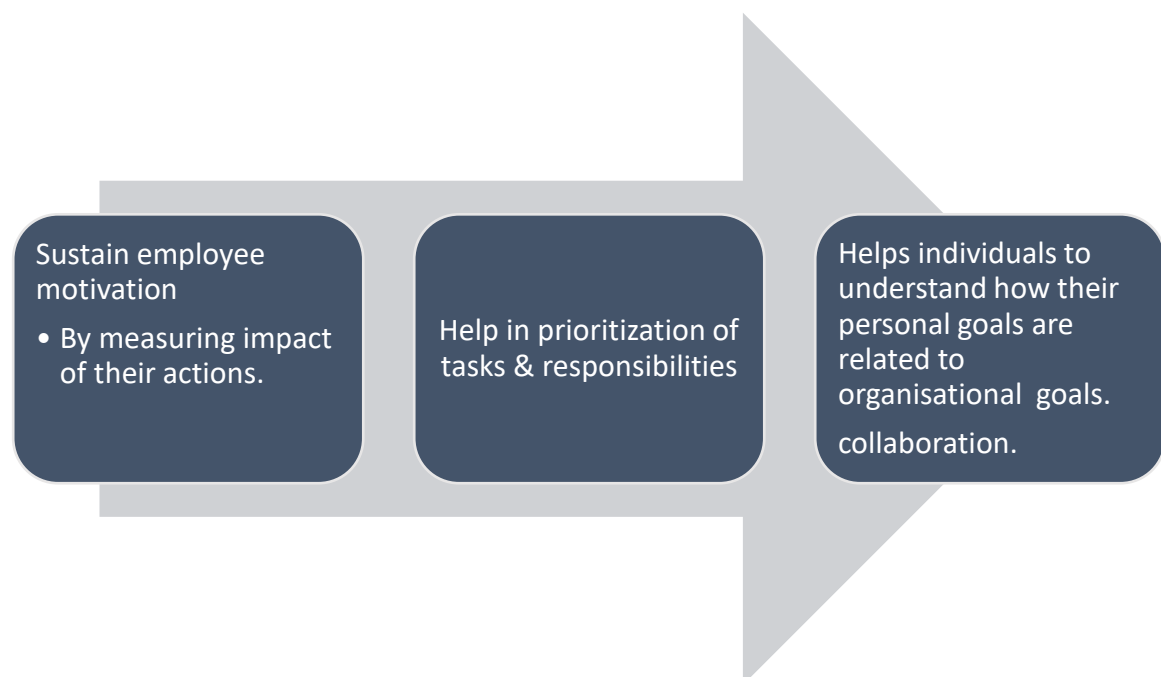 Sustain employee
motivation
• By measuring impact
of their actions.
Help in prioritization of
tasks & responsibilities
Helps individuals to
understand how their
personal goals are
related to
organisational  goals.
collaboration.